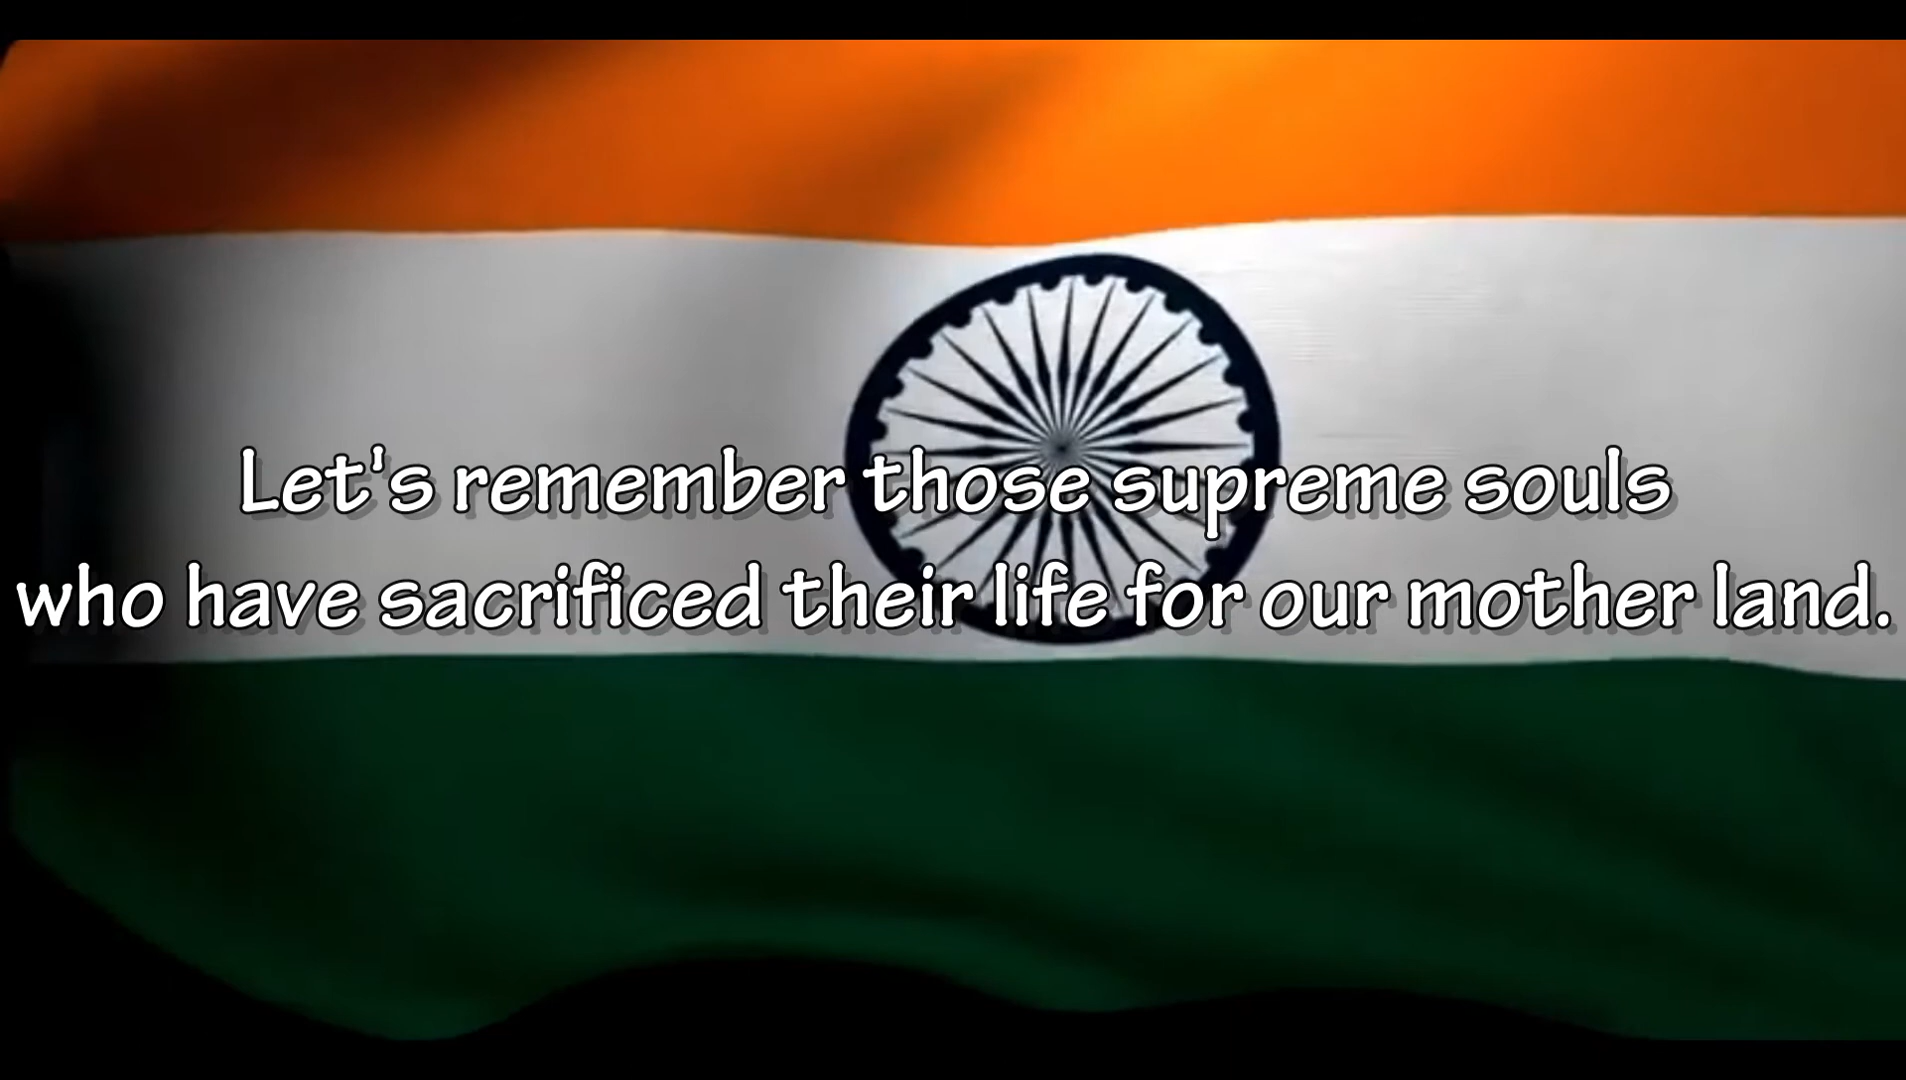 Let's remember those supreme souls
who have sacrificed their life for our mother land.